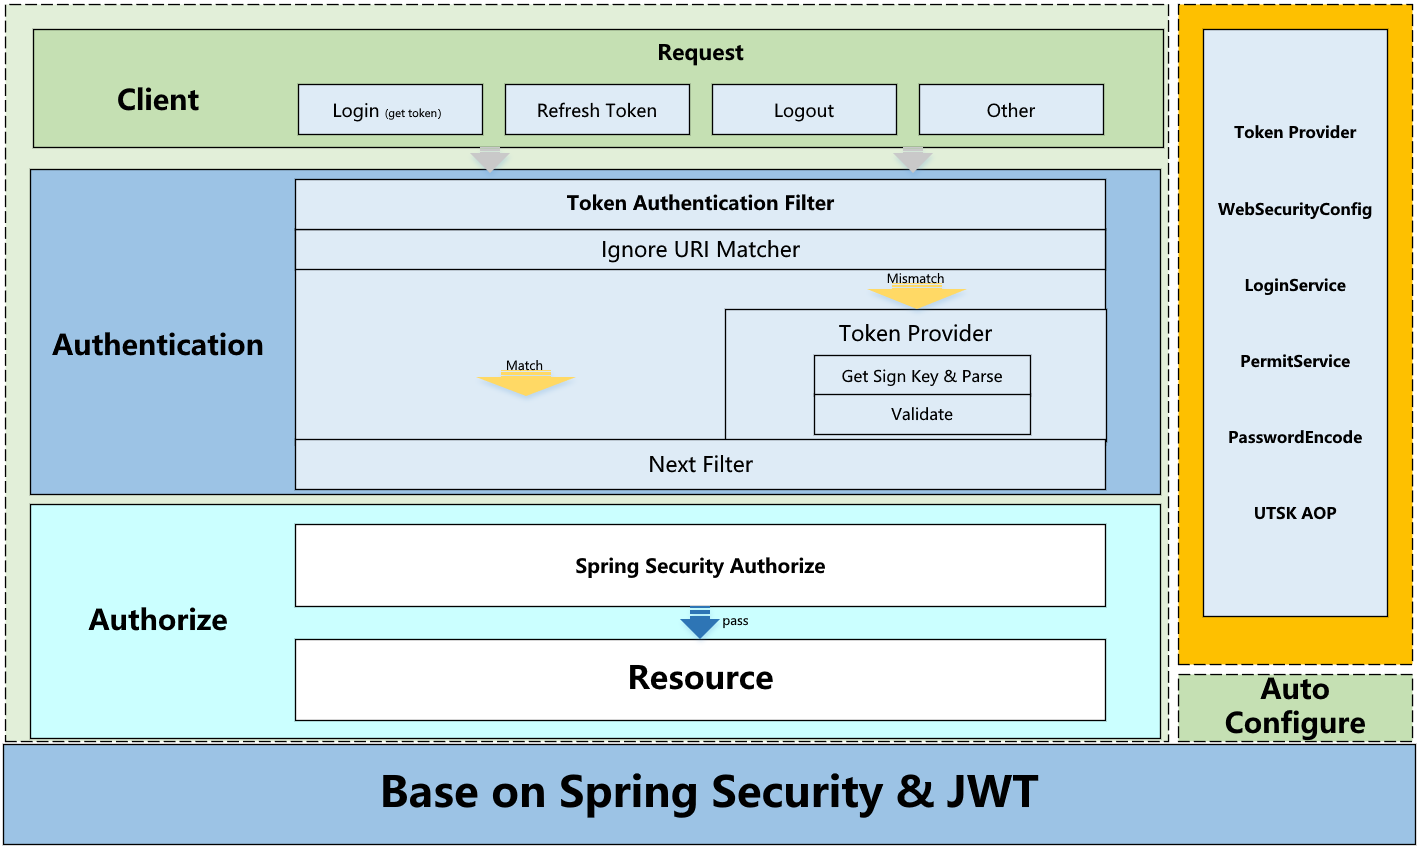 Request
Client
Login (get token)
Refresh Token
Logout
Other
Token Authentication Filter
Ignore URI Matcher
Mismatch
Authentication
Token Provider
Match
Get Sign Key & Parse
Validate
Next Filter
Spring Security Authorize
Authorize
pass
Resource
Token Provider
WebSecurityConfig
LoginService
PermitService
PasswordEncode
UTSK AOP
Auto
Configure
Base on Spring Security & JWT